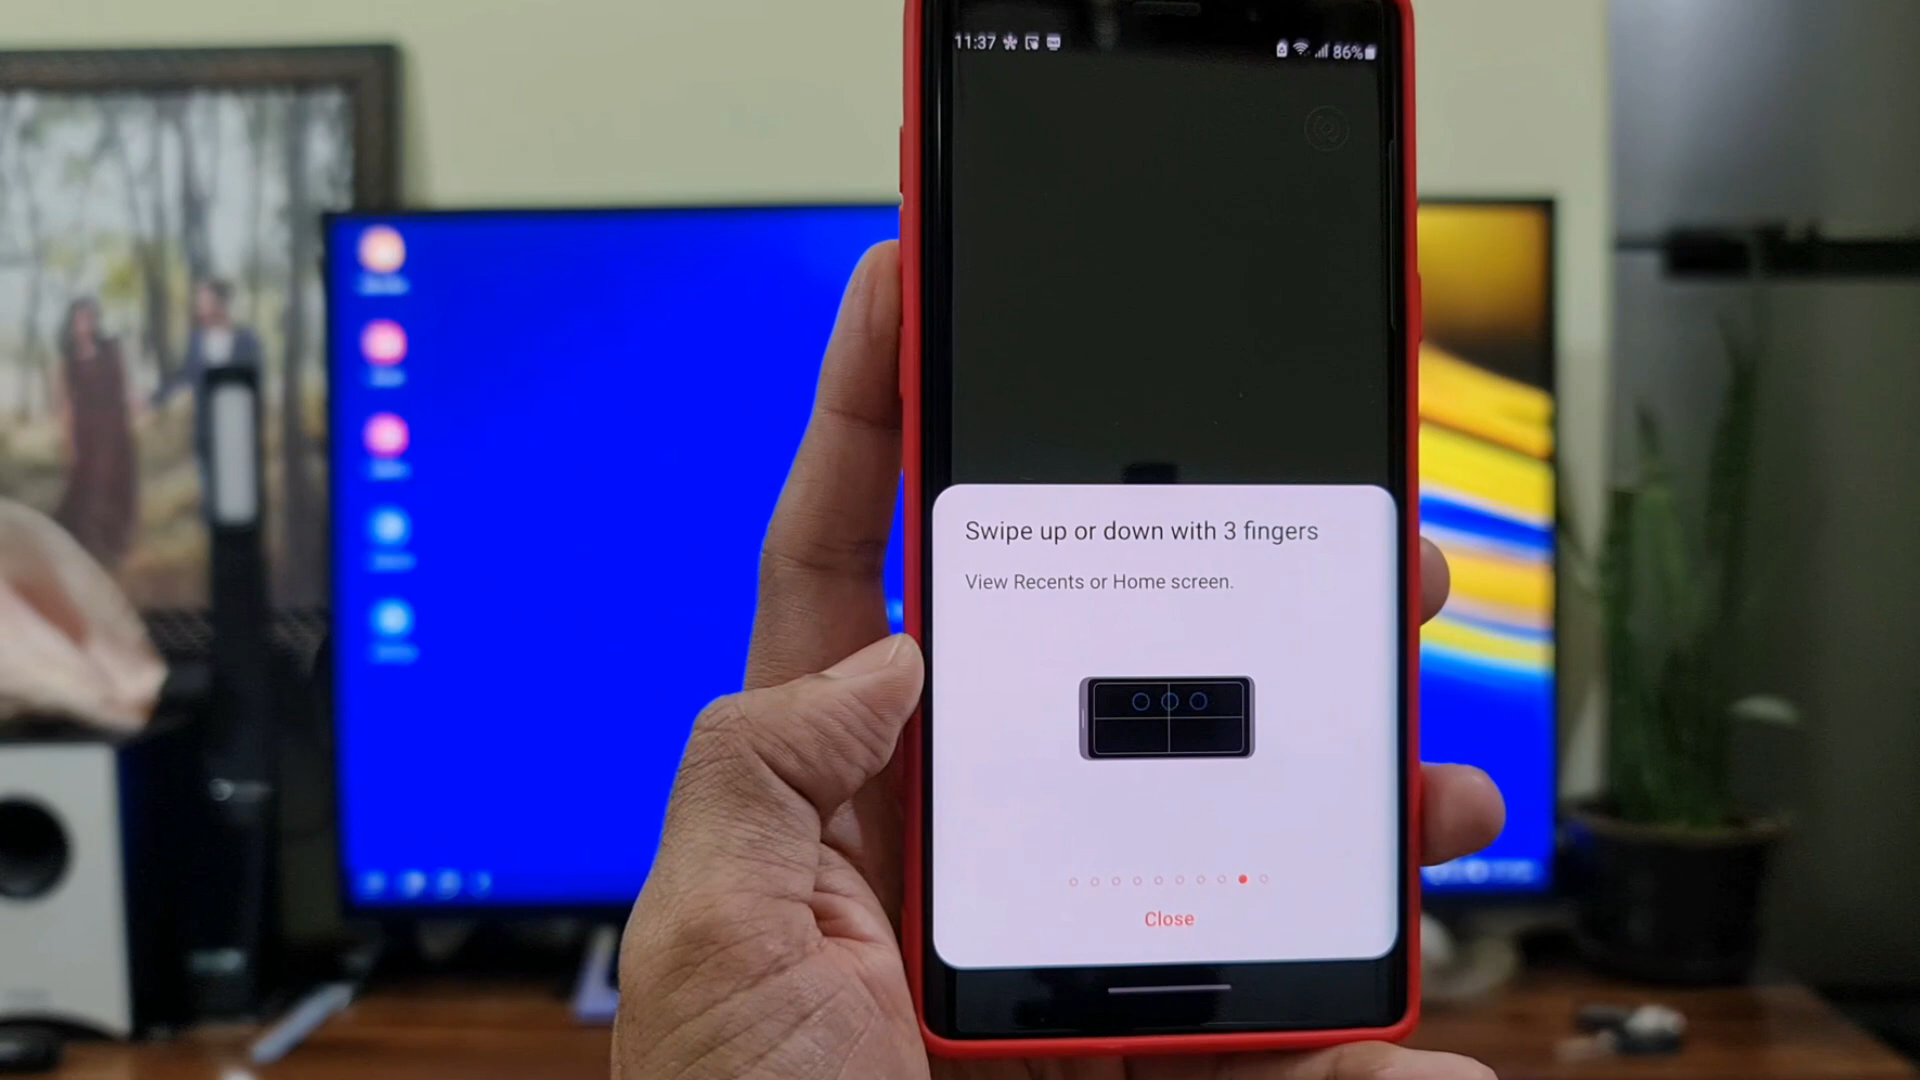 11:37 86%
Swipe up or down with 3 fingers
View Recents or Home screen.
Close